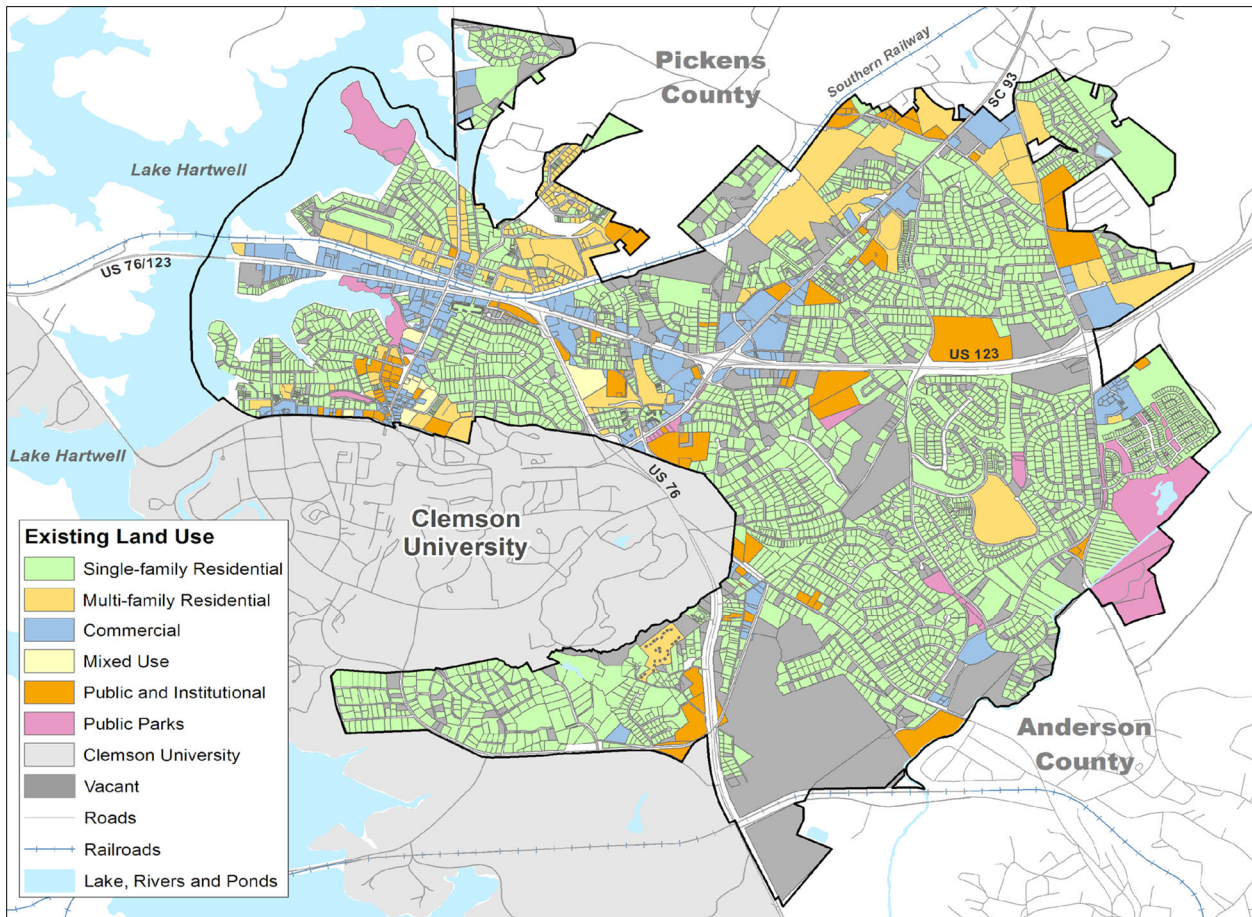 Pickens
County
Southern Railway
SC 93
Lake Hartwell
US 76/123
US 123
Lake Hartwell
US 76
Clemson
University
Anderson
County
Existing Land Use
Single-family Residential
Multi-family Residential
Commercial
Mixed Use
Public and Institutional
Public Parks
Clemson University
Vacant
Roads
Railroads
Lake, Rivers and Ponds